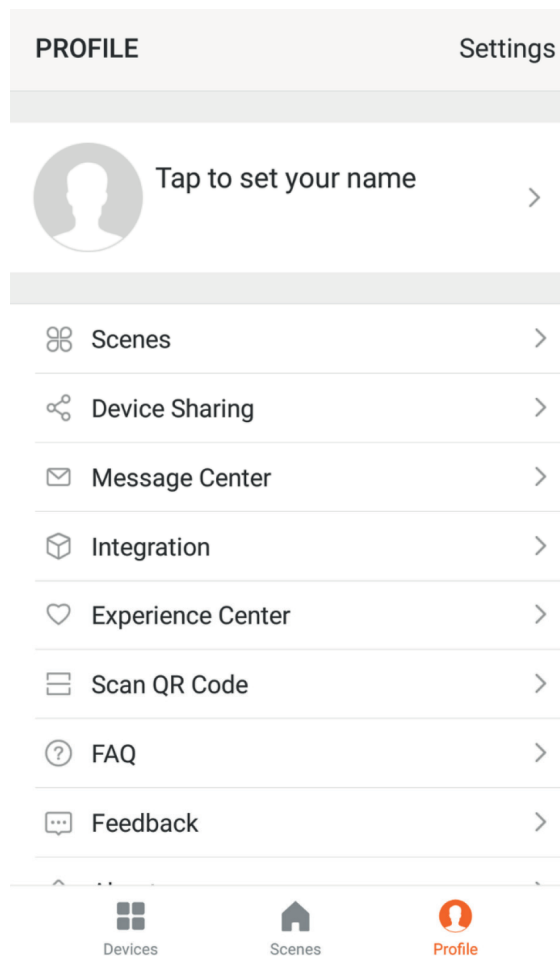 PROFILE Settings
Tap to set your name
Scenes
Device Sharing
Message Center
Integration
Experience Center
Scan QR Code
FAQ
Feedback
Devices Scenes Profile